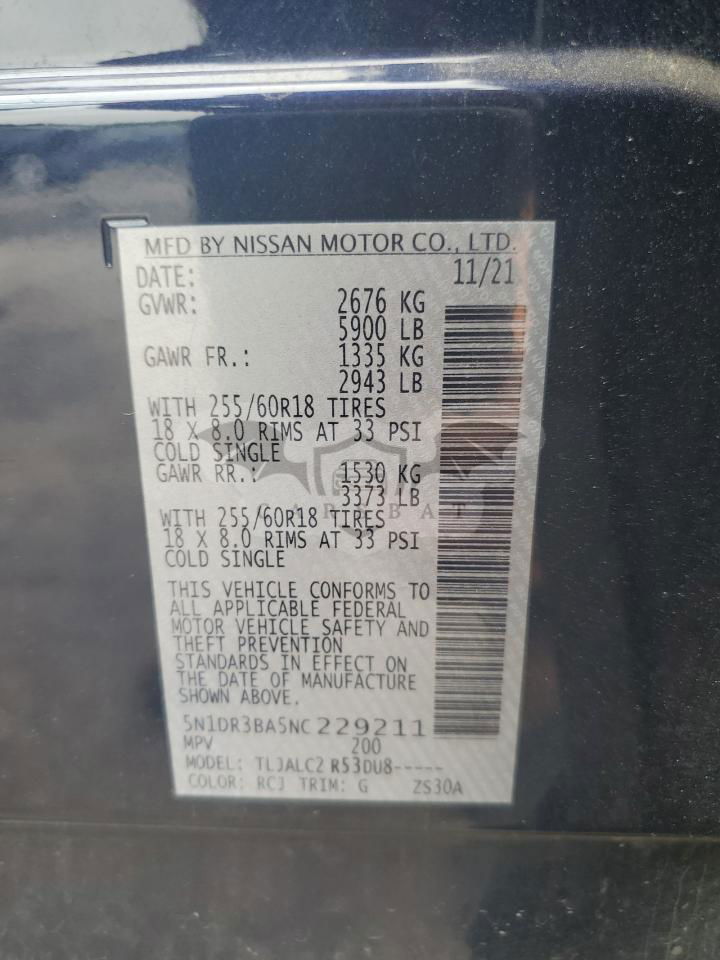 MFD BY NISSAN MOTOR CO., LTD.
DATE: 11/21
GVWR: 2676 KG
5900 LB
GAWR FR.: 1335 KG
2943 LB
WITH 255/60R18 TIRES
18 X 8.0 RIMS AT 33 PSI
COLD SINGLE
GAWR RR.: 1530 KG
3373 LB
ARBAT
WITH 255/60R18 TIRES
18 X 8.0 RIMS AT 33 PSI
COLD SINGLE
THIS VEHICLE CONFORMS TO
ALL APPLICABLE FEDERAL
MOTOR VEHICLE SAFETY AND
THEFT PREVENTION
STANDARDS IN EFFECT ON
THE DATE OF MANUFACTURE
SHOWN ABOVE.
5N1DR3BA5NC229211
MPV 200
MODEL: TLJALC2 R53DU8-----
COLOR: RCJ TRIM: G ZS30A